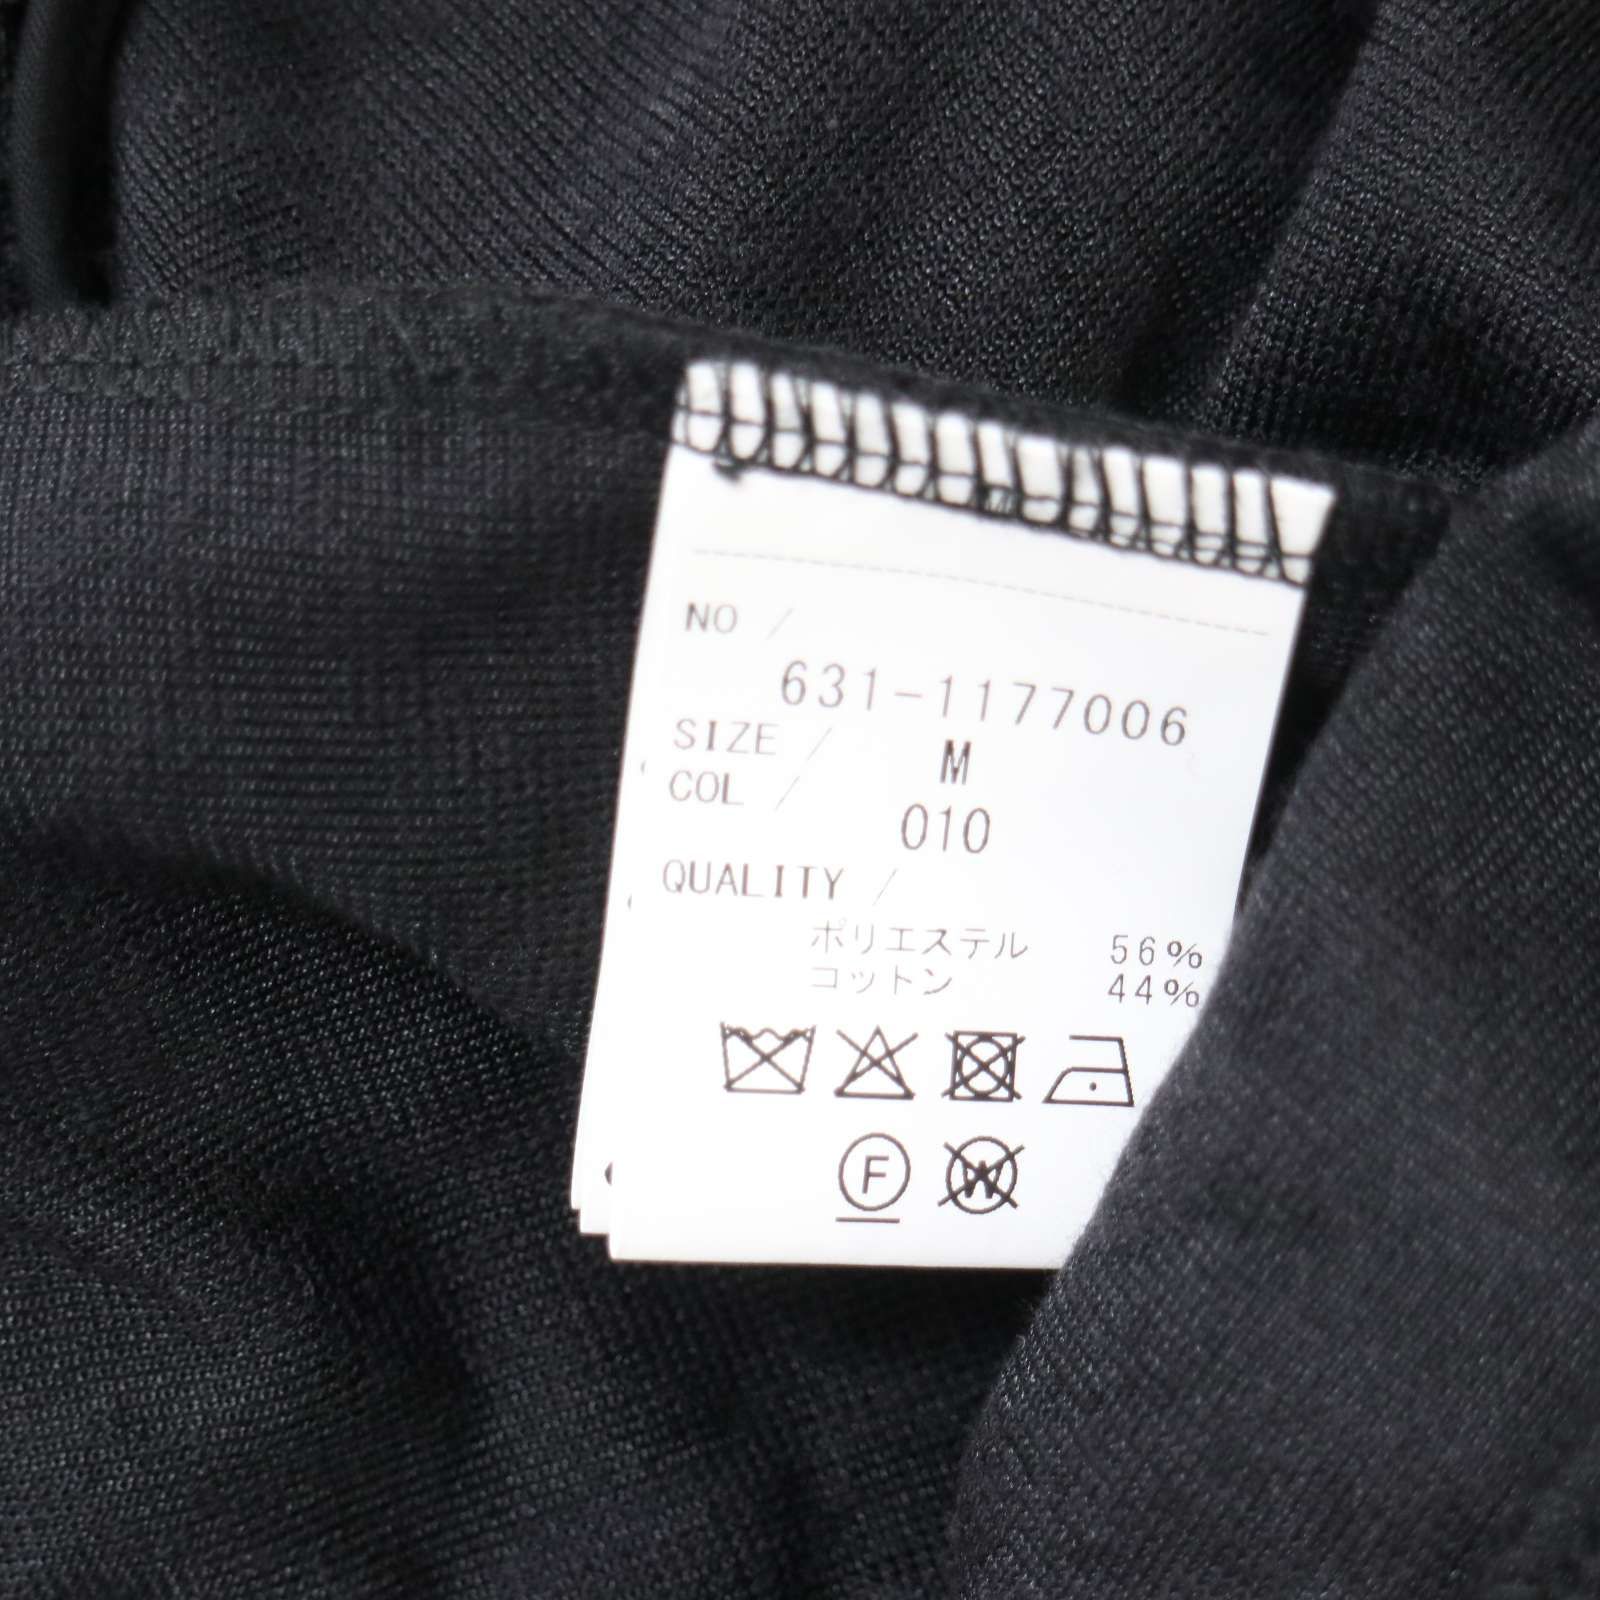 NO /
631-1177006
SIZE / M
COL / 010
QUALITY /
ポリエステル 56%
コットン 44%
F W